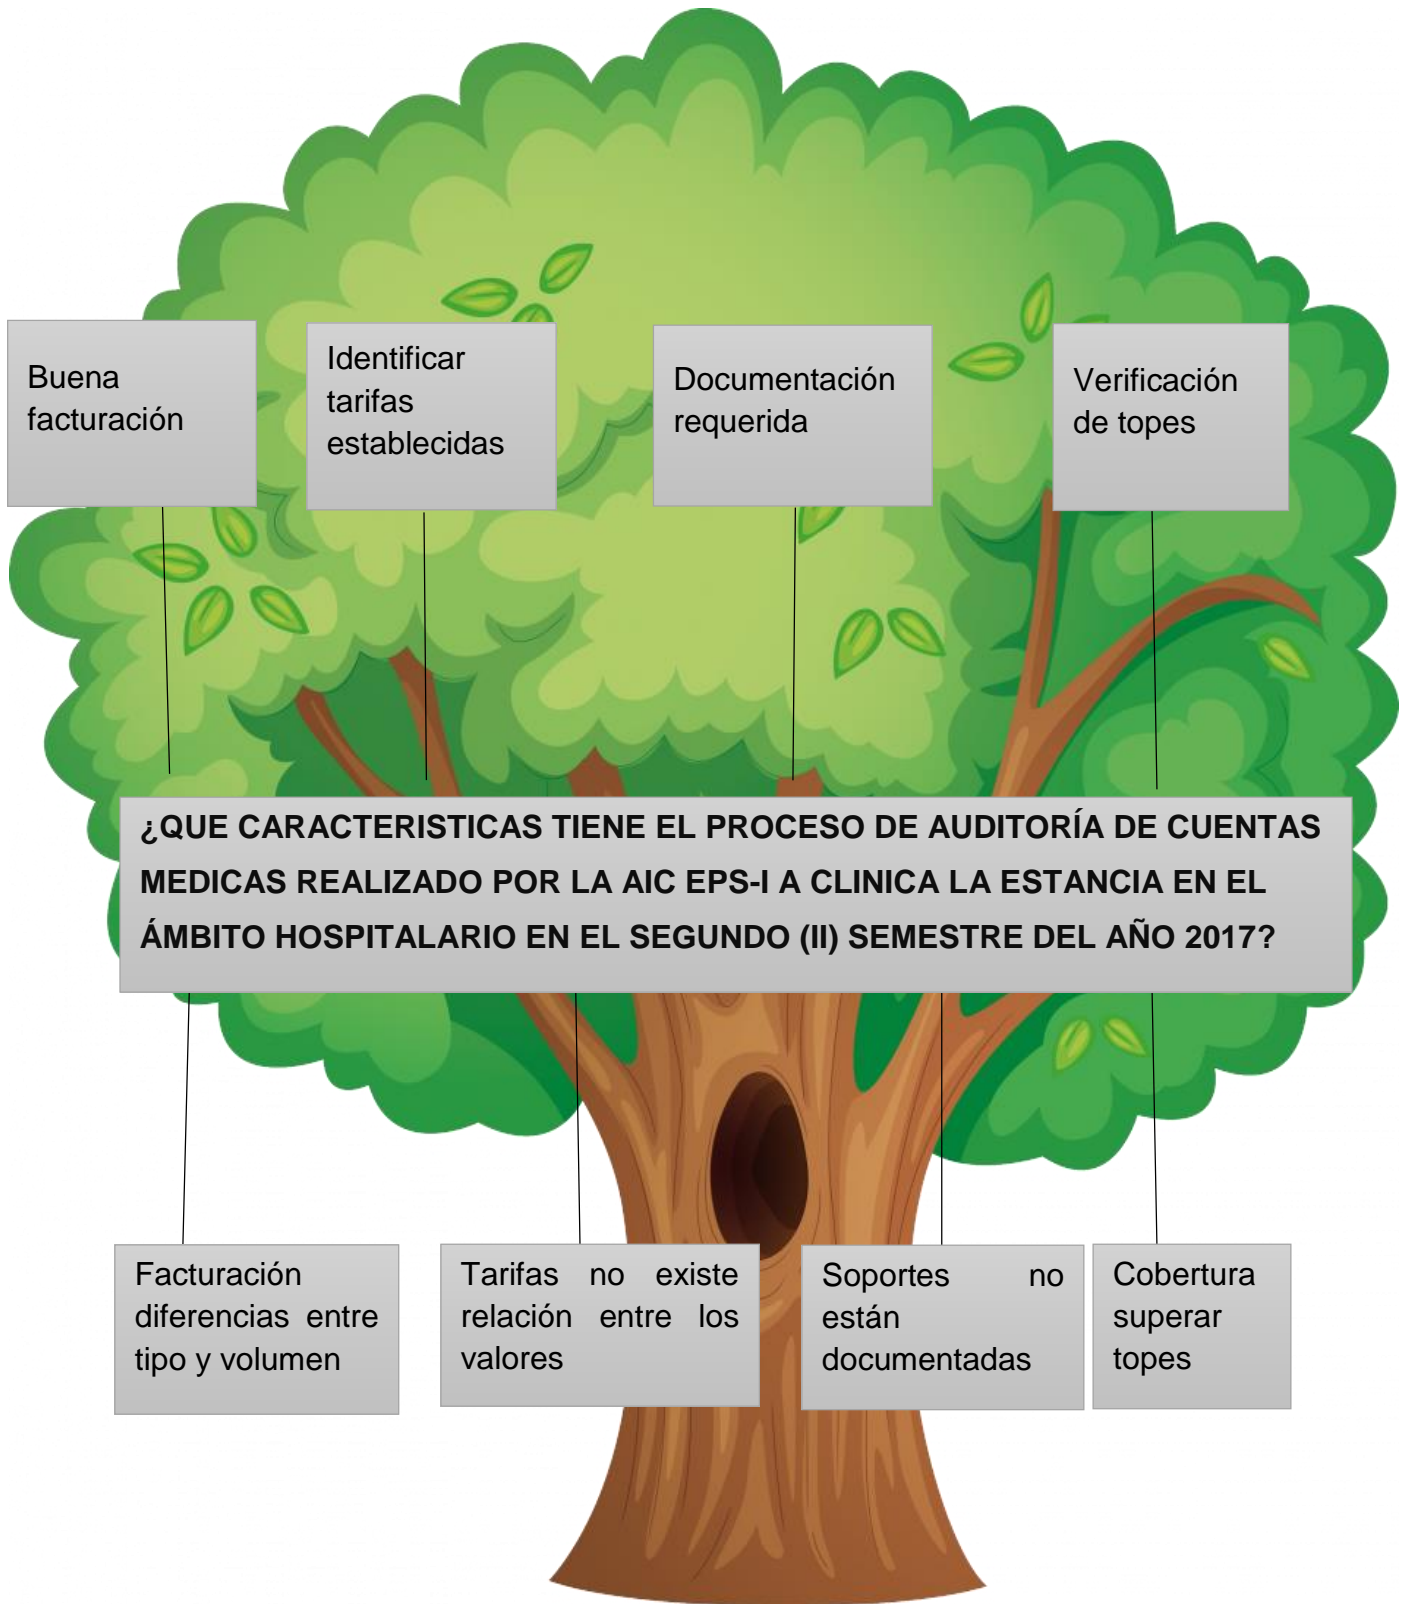 Buena
facturación
Identificar
tarifas
establecidas
Documentación
requerida
Verificación
de topes
¿QUE CARACTERISTICAS TIENE EL PROCESO DE AUDITORÍA DE CUENTAS
MEDICAS REALIZADO POR LA AIC EPS-I A CLINICA LA ESTANCIA EN EL
ÁMBITO HOSPITALARIO EN EL SEGUNDO (II) SEMESTRE DEL AÑO 2017?
Facturación
diferencias entre
tipo y volumen
Tarifas no existe
relación entre los
valores
Soportes no
están
documentadas
Cobertura
superar
topes